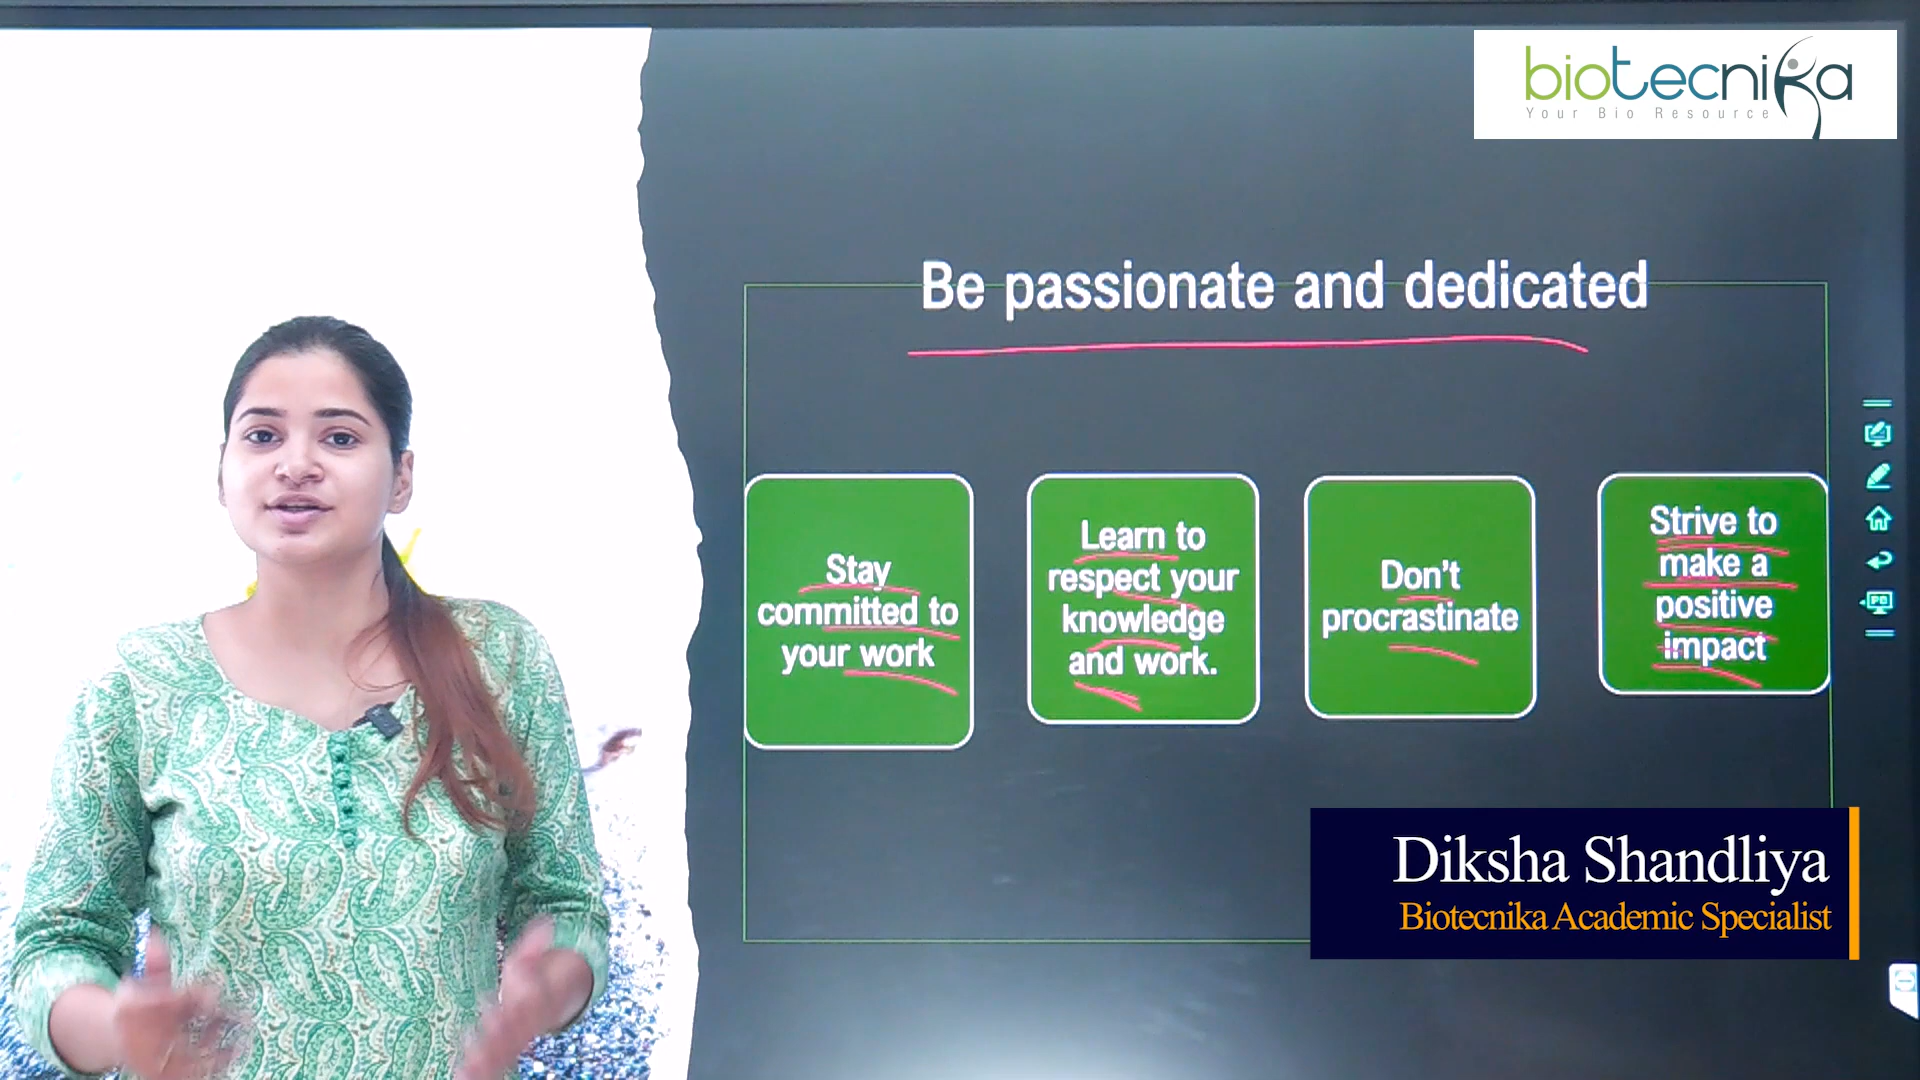 biotecnika
Your Bio Resource
Be passionate and dedicated
Stay
committed to
your work
Learn to
respect your
knowledge
and work.
Don't
procrastinate
Strive to
make a
positive
impact
Diksha Shandliya
Biotecnika Academic Specialist